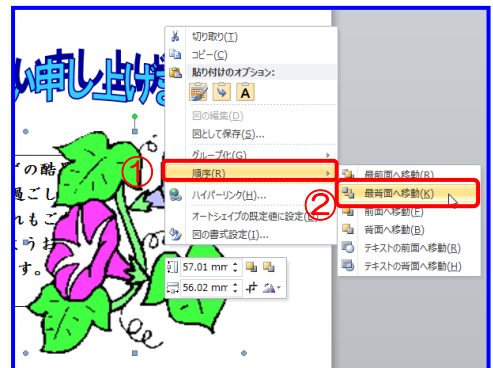 い申し上げま
切り取り(T)
コピー(C)
貼り付けのオプション:
A
図の編集(D)
図として保存(S)...
グループ化(G)
① 順序(R)
ハイパーリンク(H)...
オートシェイプの既定値に設定(
図の書式設定(I)...
最前面へ移動(R)
② 最背面へ移動(K)
前面へ移動(F)
背面へ移動(B)
テキストの前面へ移動(R)
テキストの背面へ移動(H)
57.01 mm
56.02 mm
の酷
過ごし
れもご
ようお
す。